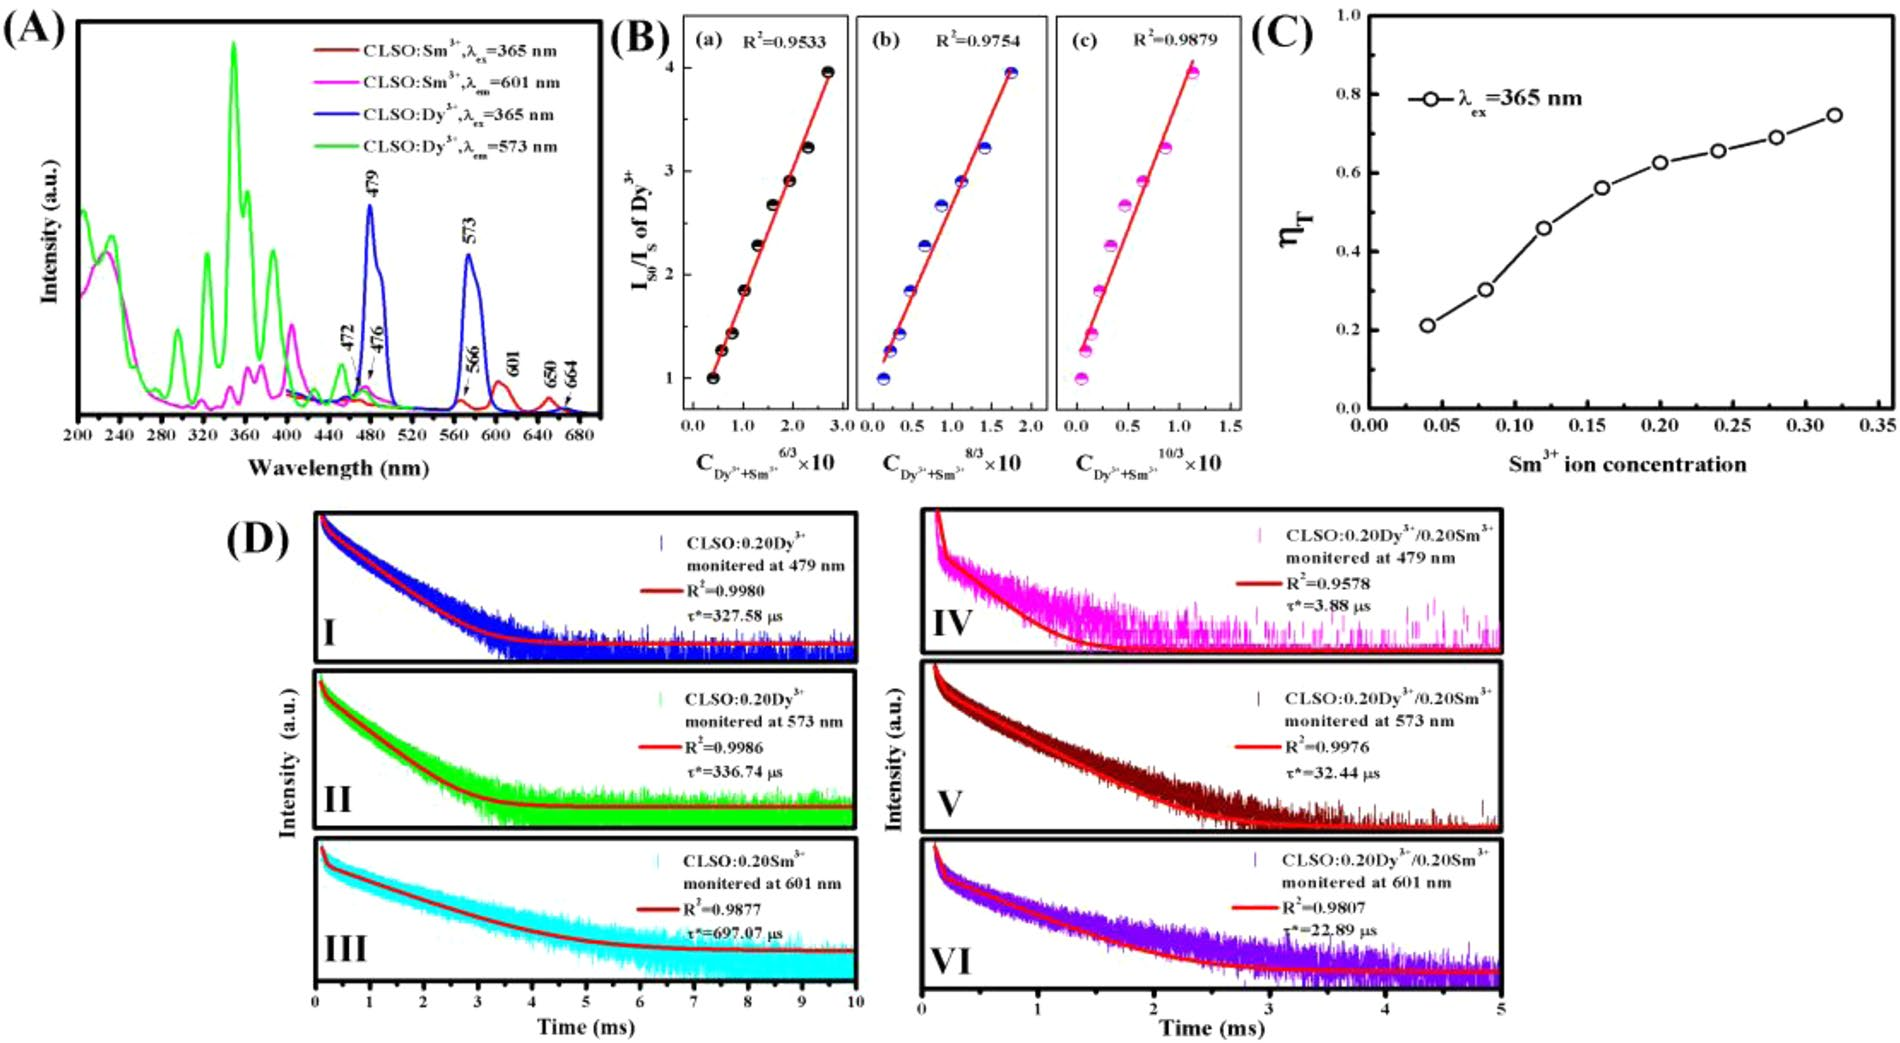 (A)
CLSO:Sm³⁺,λₑₓ=365 nm
CLSO:Sm³⁺,λₑₘ=601 nm
CLSO:Dy³⁺,λₑₓ=365 nm
CLSO:Dy³⁺,λₑₘ=573 nm
Intensity (a.u.)
479
573
472
476
566
601
650
664
200 240 280 320 360 400 440 480 520 560 600 640 680
Wavelength (nm)
(B)
(a) R²=0.9533
(b) R²=0.9754
(c) R²=0.9879
I_S0/I_S of Dy³⁺
4
3
2
1
0.0 1.0 2.0 3.0
0.0 0.5 1.0 1.5 2.0
0.0 0.5 1.0 1.5
C_Dy³⁺+Sm³⁺ ^6/3×10
C_Dy³⁺+Sm³⁺ ^8/3×10
C_Dy³⁺+Sm³⁺ ^10/3×10
(C)
λₑₓ=365 nm
η_T
1.0
0.8
0.6
0.4
0.2
0.0
0.00 0.05 0.10 0.15 0.20 0.25 0.30 0.35
Sm³⁺ ion concentration
(D)
CLSO:0.20Dy³⁺
monitered at 479 nm
R²=0.9980
τ*=327.58 μs
I
CLSO:0.20Dy³⁺
monitered at 573 nm
R²=0.9986
τ*=336.74 μs
II
CLSO:0.20Sm³⁺
monitered at 601 nm
R²=0.9877
τ*=697.07 μs
III
Intensity (a.u.)
0 1 2 3 4 5 6 7 8 9 10
Time (ms)
CLSO:0.20Dy³⁺/0.20Sm³⁺
monitered at 479 nm
R²=0.9578
τ*=3.88 μs
IV
CLSO:0.20Dy³⁺/0.20Sm³⁺
monitered at 573 nm
R²=0.9976
τ*=32.44 μs
V
CLSO:0.20Dy³⁺/0.20Sm³⁺
monitered at 601 nm
R²=0.9807
τ*=22.89 μs
VI
Intensity (a.u.)
0 1 2 3 4 5
Time (ms)